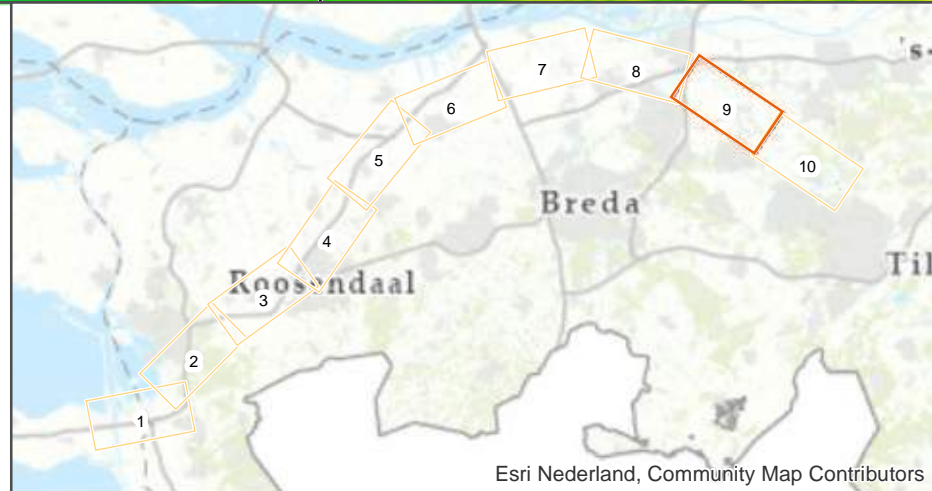 's-
7
8
6
9
5
10
Breda
4
Til
Roosendaal
3
2
1
Esri Nederland, Community Map Contributors